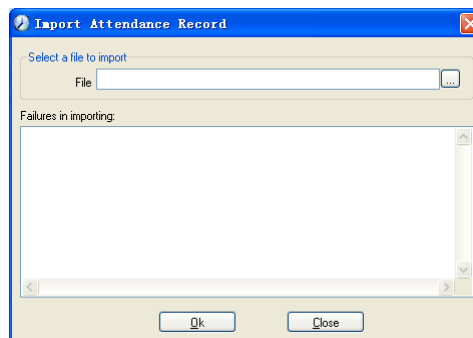 Import Attendance Record
Select a file to import
File
...
Failures in importing:
Ok
Close